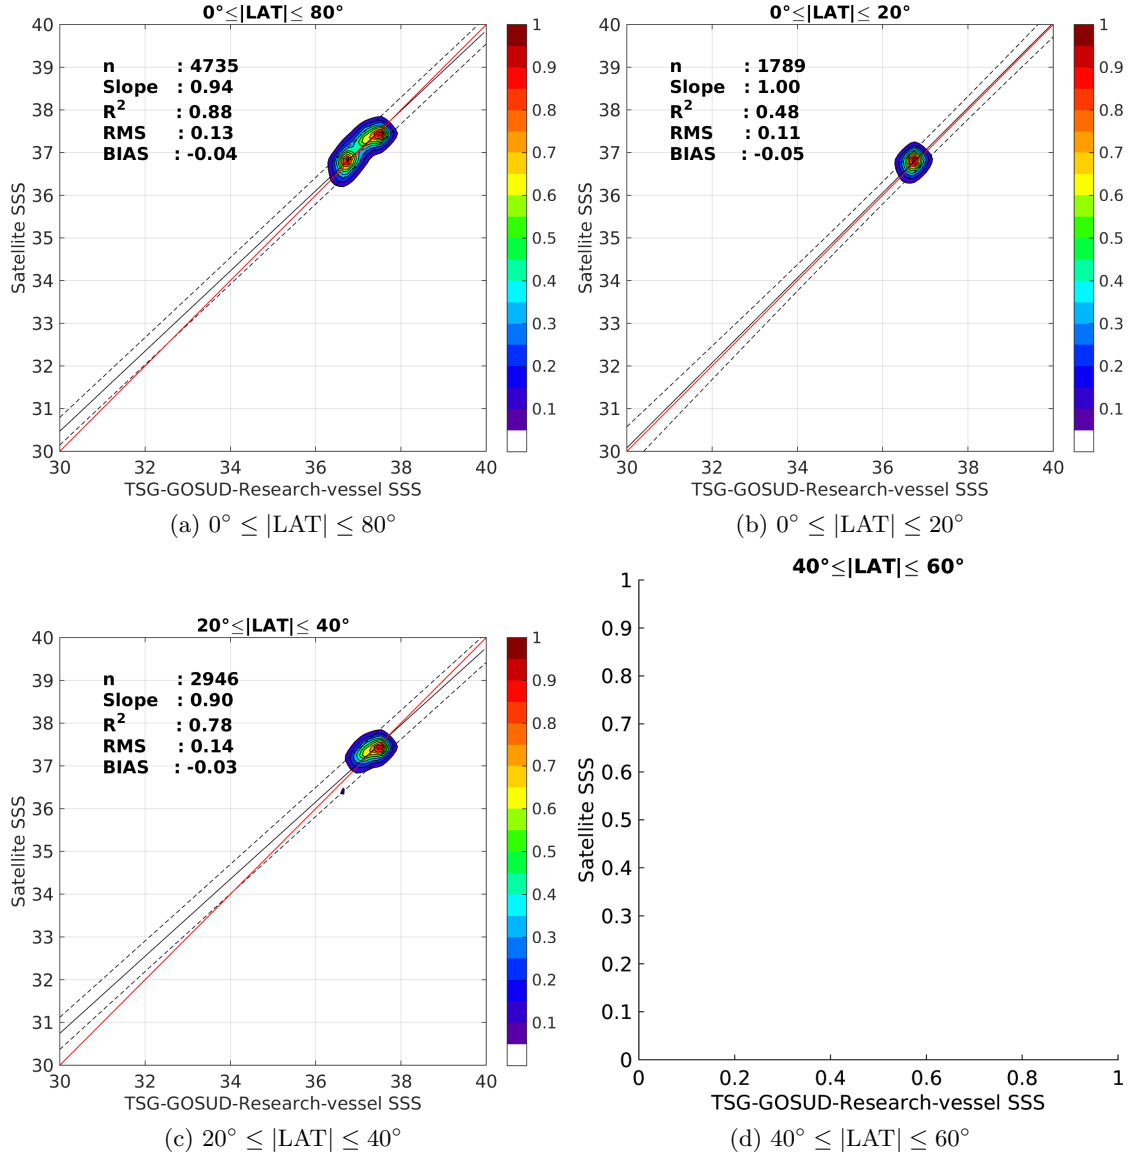 0°≤|LAT|≤ 80°
n : 4735
Slope : 0.94
R² : 0.88
RMS : 0.13
BIAS : -0.04
40
39
38
37
36
35
34
33
32
31
30
30 32 34 36 38 40
Satellite SSS
TSG-GOSUD-Research-vessel SSS
1
0.9
0.8
0.7
0.6
0.5
0.4
0.3
0.2
0.1
(a) 0° ≤ |LAT| ≤ 80°
0°≤|LAT|≤ 20°
n : 1789
Slope : 1.00
R² : 0.48
RMS : 0.11
BIAS : -0.05
40
39
38
37
36
35
34
33
32
31
30
30 32 34 36 38 40
Satellite SSS
TSG-GOSUD-Research-vessel SSS
1
0.9
0.8
0.7
0.6
0.5
0.4
0.3
0.2
0.1
(b) 0° ≤ |LAT| ≤ 20°
20°≤|LAT|≤ 40°
n : 2946
Slope : 0.90
R² : 0.78
RMS : 0.14
BIAS : -0.03
40
39
38
37
36
35
34
33
32
31
30
30 32 34 36 38 40
Satellite SSS
TSG-GOSUD-Research-vessel SSS
1
0.9
0.8
0.7
0.6
0.5
0.4
0.3
0.2
0.1
(c) 20° ≤ |LAT| ≤ 40°
40°≤|LAT|≤ 60°
1
0.9
0.8
0.7
0.6
0.5
0.4
0.3
0.2
0.1
0
0 0.2 0.4 0.6 0.8 1
Satellite SSS
TSG-GOSUD-Research-vessel SSS
(d) 40° ≤ |LAT| ≤ 60°